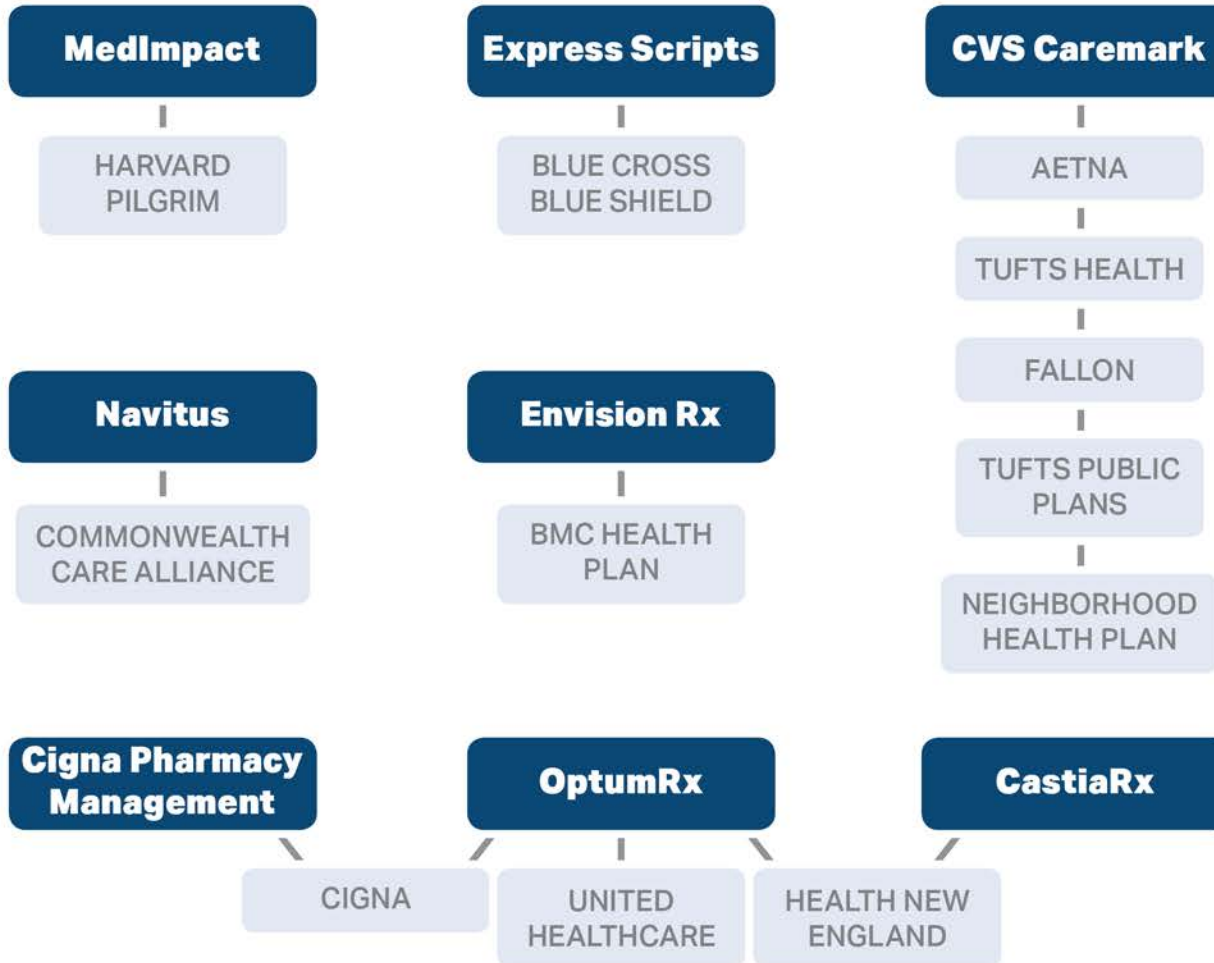 MedImpact
HARVARD
PILGRIM
Express Scripts
BLUE CROSS
BLUE SHIELD
CVS Caremark
AETNA
TUFTS HEALTH
FALLON
TUFTS PUBLIC
PLANS
NEIGHBORHOOD
HEALTH PLAN
Navitus
COMMONWEALTH
CARE ALLIANCE
Envision Rx
BMC HEALTH
PLAN
Cigna Pharmacy
Management
OptumRx
CastiaRx
CIGNA
UNITED
HEALTHCARE
HEALTH NEW
ENGLAND